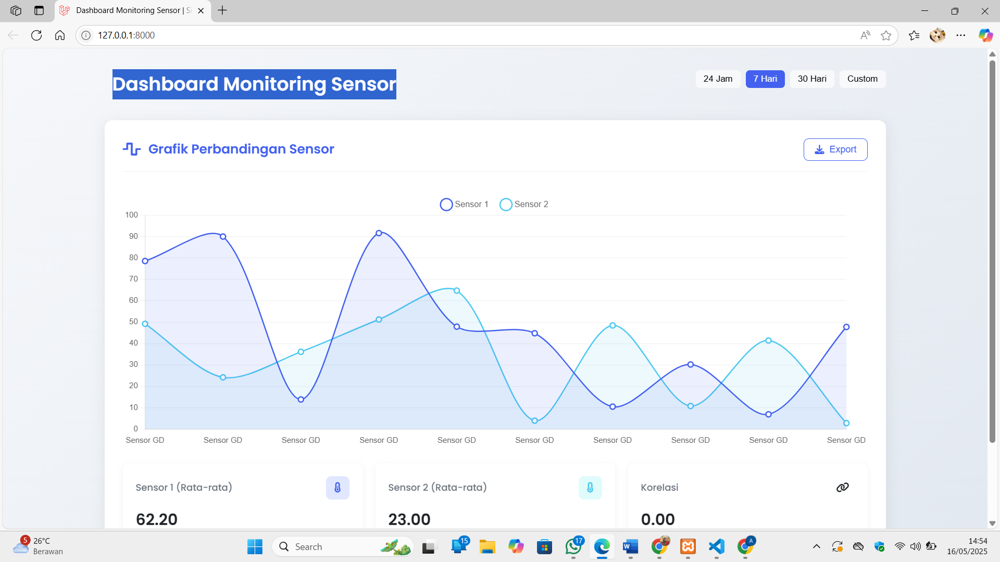 Dashboard Monitoring Sensor | Si
127.0.0.1:8000
Dashboard Monitoring Sensor
24 Jam 7 Hari 30 Hari Custom
Grafik Perbandingan Sensor
Export
Sensor 1 Sensor 2
100
90
80
70
60
50
40
30
20
10
0
Sensor GD Sensor GD Sensor GD Sensor GD Sensor GD Sensor GD Sensor GD Sensor GD Sensor GD Sensor GD
Sensor 1 (Rata-rata) Sensor 2 (Rata-rata) Korelasi
62.20 23.00 0.00
5 26°C
Berawan
Search
15
17
W
A
14:54
16/05/2025